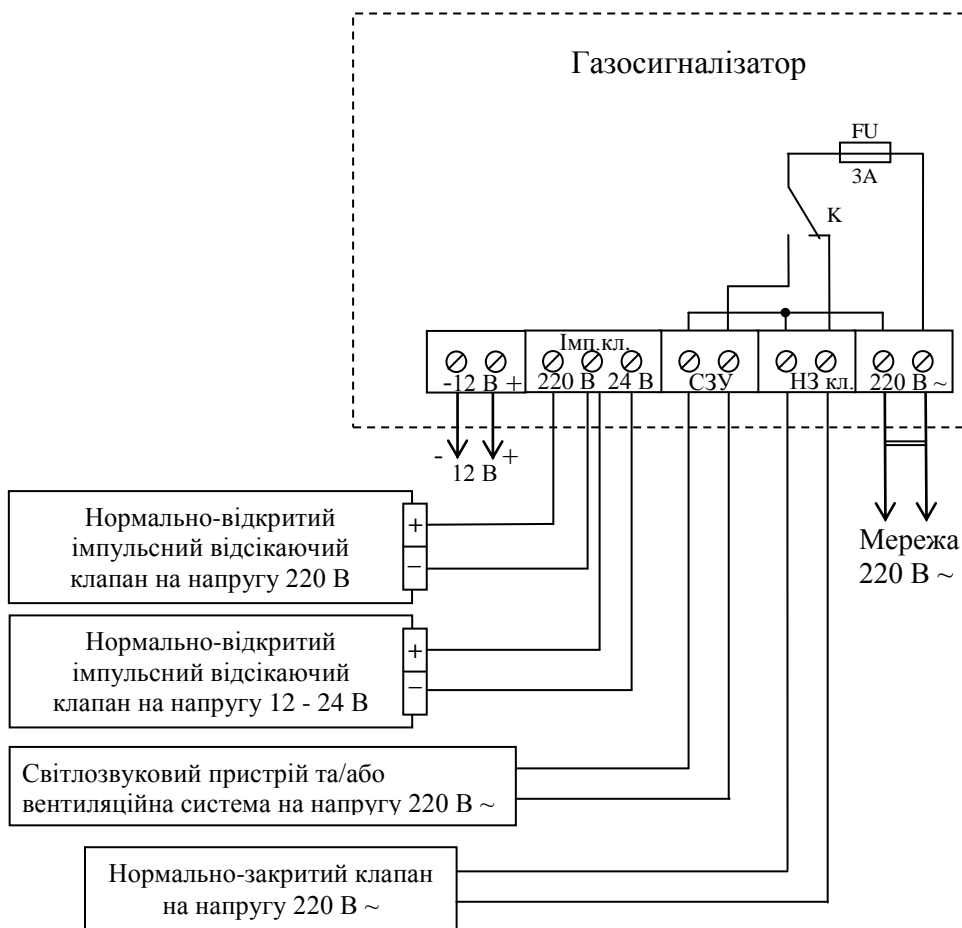 Газосигналізатор
FU
3А
К
Імп.кл.
-12 В +
220 В
24 В
СЗУ
НЗ кл.
220 В ~
- 12 В +
Мережа
220 В ~
Нормально-відкритий
імпульсний відсікаючий
клапан на напругу 220 В
+
−
Нормально-відкритий
імпульсний відсікаючий
клапан на напругу 12 - 24 В
+
−
Світлозвуковий пристрій та/або
вентиляційна система на напругу 220 В ~
Нормально-закритий клапан
на напругу 220 В ~